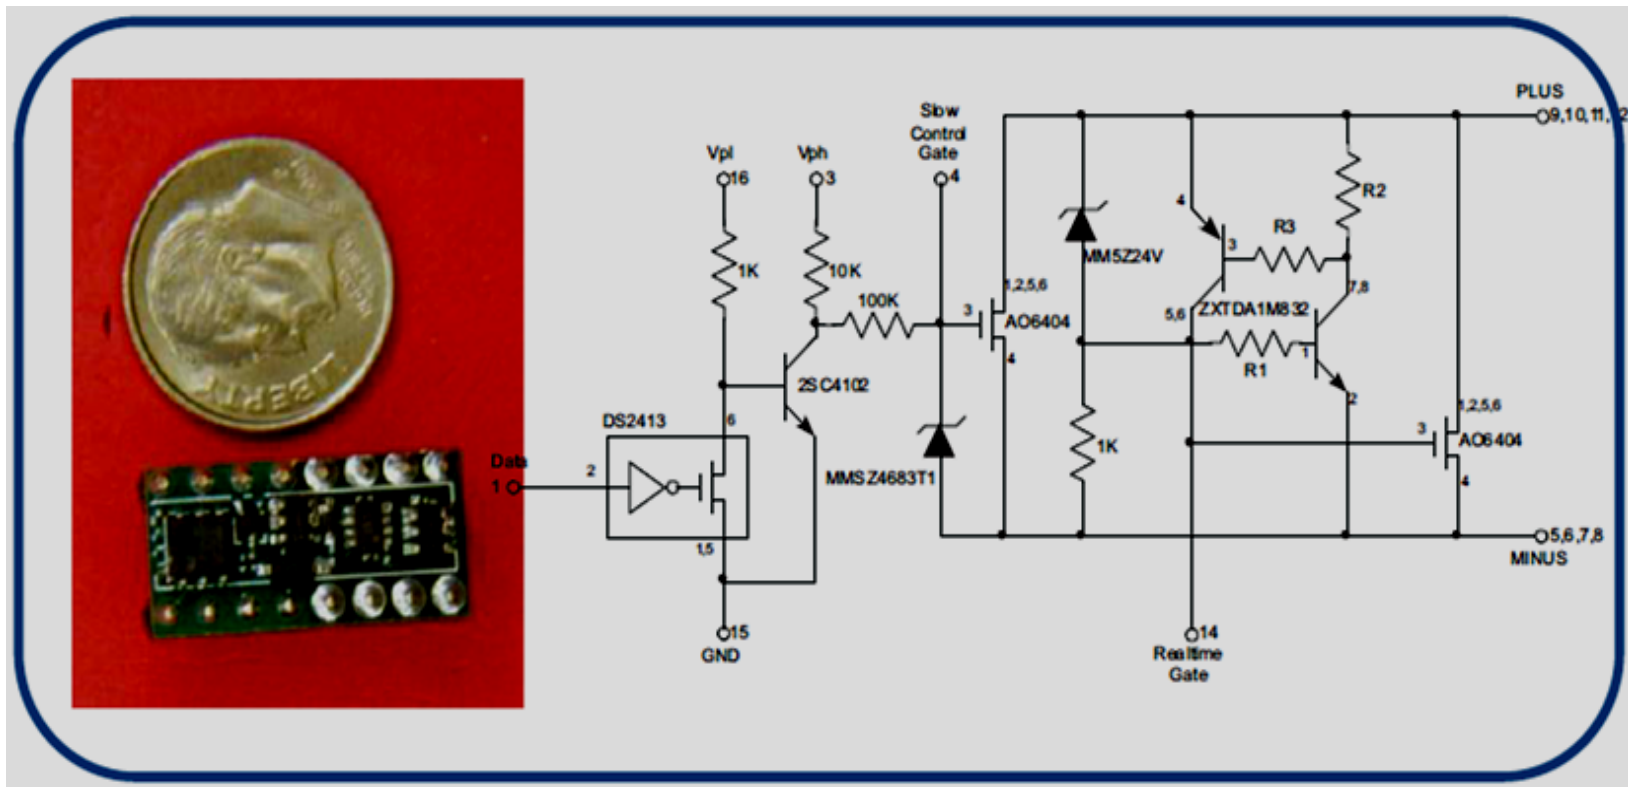 LIBERTY
Slow
Control
Gate
4
PLUS
9,10,11,
Vpl
16
Vph
3
1K
10K
100K
3
1,2,5,6
AO6404
4
MM5Z24V
4
3
R3
R2
7,8
5,6
ZXTDA1M832
R1
1
2
2SC4102
DS2413
6
Data
1
2
1,5
MMSZ4683T1
1K
3
1,2,5,6
AO6404
4
5,6,7,8
MINUS
15
GND
14
Realtime
Gate